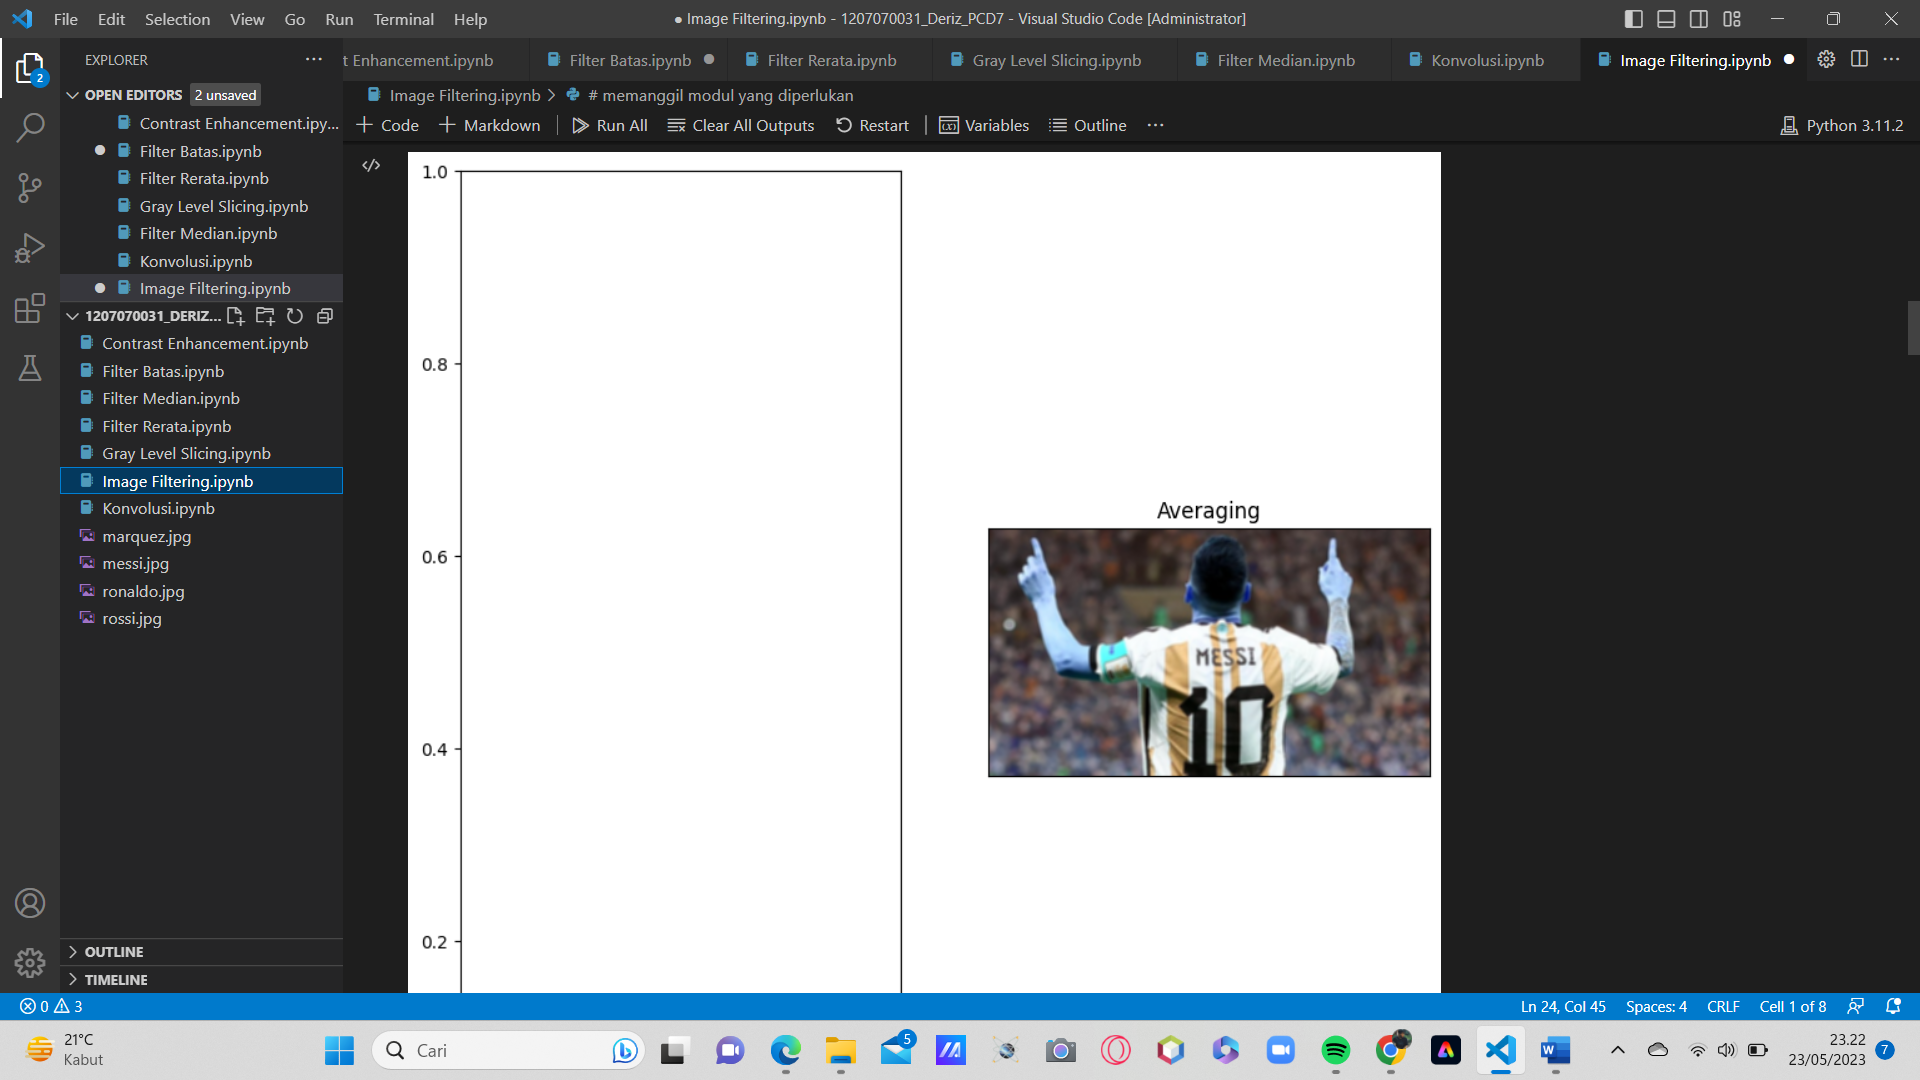 File Edit Selection View Go Run Terminal Help
● Image Filtering.ipynb - 1207070031_Deriz_PCD7 - Visual Studio Code [Administrator]
EXPLORER
t Enhancement.ipynb
Filter Batas.ipynb
Filter Rerata.ipynb
Gray Level Slicing.ipynb
Filter Median.ipynb
Konvolusi.ipynb
Image Filtering.ipynb
2
OPEN EDITORS 2 unsaved
Image Filtering.ipynb > # memanggil modul yang diperlukan
Code Markdown Run All Clear All Outputs Restart Variables Outline ...
Python 3.11.2
Contrast Enhancement.ipy...
Filter Batas.ipynb
Filter Rerata.ipynb
Gray Level Slicing.ipynb
Filter Median.ipynb
Konvolusi.ipynb
Image Filtering.ipynb
1207070031_DERIZ...
Contrast Enhancement.ipynb
Filter Batas.ipynb
Filter Median.ipynb
Filter Rerata.ipynb
Gray Level Slicing.ipynb
Image Filtering.ipynb
Konvolusi.ipynb
marquez.jpg
messi.jpg
ronaldo.jpg
rossi.jpg
OUTLINE
TIMELINE
1.0
0.8
0.6
0.4
0.2
Averaging
MESSI
10
0 3
Ln 24, Col 45 Spaces: 4 CRLF Cell 1 of 8
21°C
Kabut
Cari
5
W
23.22
23/05/2023
7